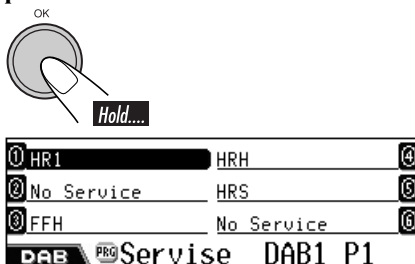 OK
Hold....
1 HR1 HRH 4
2 No Service HRS 5
3 FFH No Service 6
DAB PRG Servise DAB1 P1